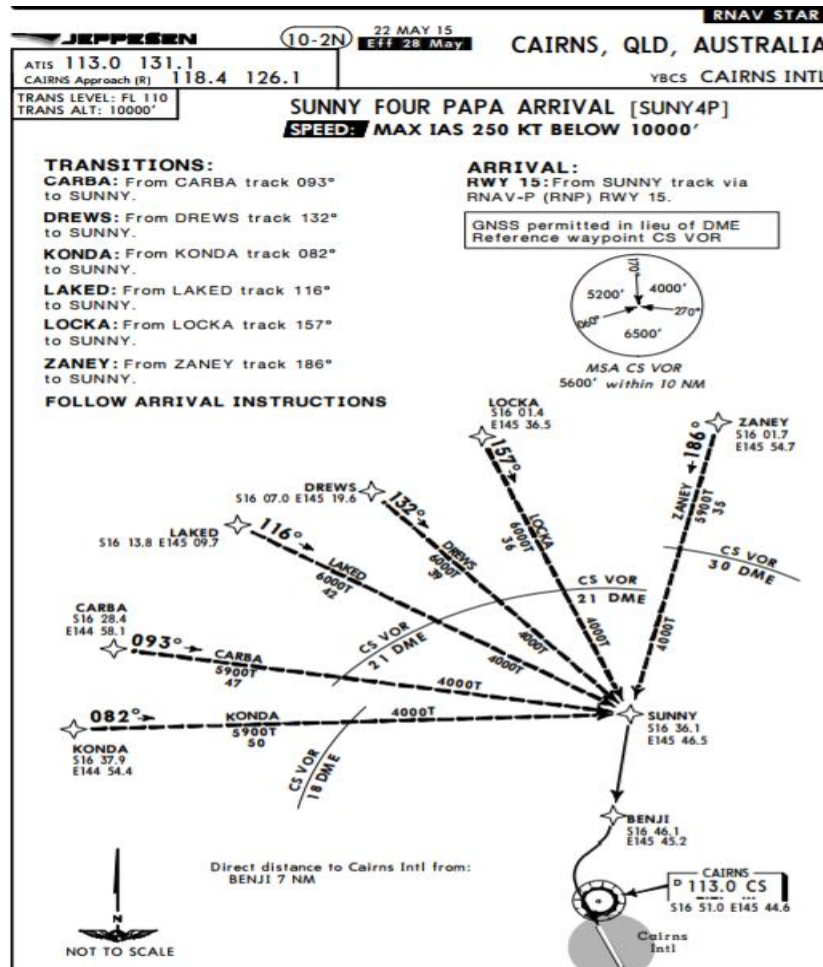 RNAV STAR
JEPPESEN
10-2N
22 MAY 15
Eff 28 May
CAIRNS, QLD, AUSTRALIA
ATIS 113.0 131.1
CAIRNS Approach (R) 118.4 126.1
YBCS CAIRNS INTL
TRANS LEVEL: FL 110
TRANS ALT: 10000'
SUNNY FOUR PAPA ARRIVAL [SUNY4P]
SPEED: MAX IAS 250 KT BELOW 10000'
TRANSITIONS:
CARBA: From CARBA track 093°
to SUNNY.
DREWS: From DREWS track 132°
to SUNNY.
KONDA: From KONDA track 082°
to SUNNY.
LAKED: From LAKED track 116°
to SUNNY.
LOCKA: From LOCKA track 157°
to SUNNY.
ZANEY: From ZANEY track 186°
to SUNNY.
FOLLOW ARRIVAL INSTRUCTIONS
ARRIVAL:
RWY 15: From SUNNY track via
RNAV-P (RNP) RWY 15.
GNSS permitted in lieu of DME
Reference waypoint CS VOR
170°
5200'
4000'
060°
270°
6500'
MSA CS VOR
5600' within 10 NM
LOCKA
S16 01.4
E145 36.5
157°
LOCKA
6000T
36
4000T
ZANEY
S16 01.7
E145 54.7
186°
ZANEY
5900T
35
4000T
DREWS
S16 07.0 E145 19.6
132°
DREWS
6000T
39
4000T
LAKED
S16 13.8 E145 09.7
116°
LAKED
6000T
42
4000T
CS VOR
30 DME
CS VOR
21 DME
CS VOR
21 DME
CARBA
S16 28.4
E144 58.1
093°
CARBA
5900T
47
4000T
082°
KONDA
5900T
50
4000T
KONDA
S16 37.9
E144 54.4
CS VOR
18 DME
SUNNY
S16 36.1
E145 46.5
BENJI
S16 46.1
E145 45.2
Direct distance to Cairns Intl from:
BENJI 7 NM
CAIRNS
D 113.0 CS
S16 51.0 E145 44.6
Cairns
Intl
N
NOT TO SCALE